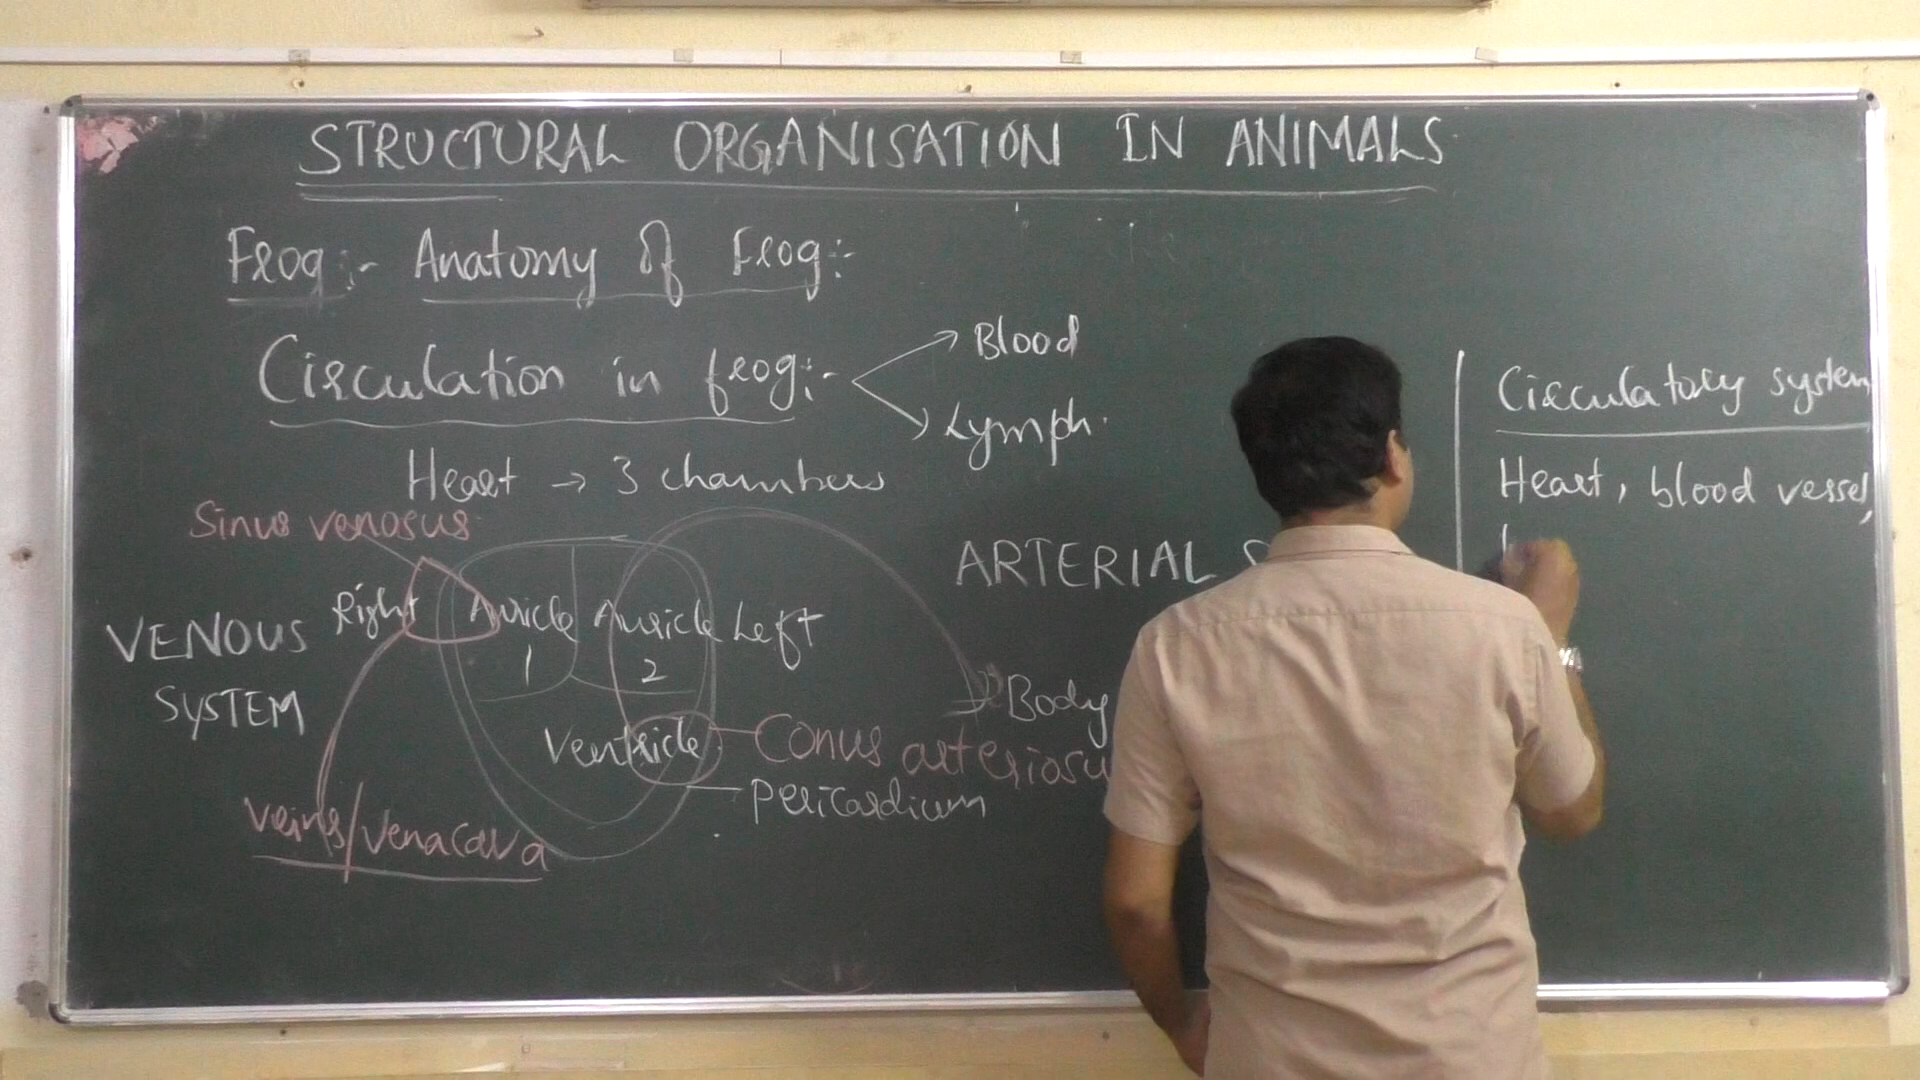 STRUCTURAL ORGANISATION IN ANIMALS
Frog:- Anatomy of Frog:-
Circulation in frog:-
Blood
Lymph.
Heart → 3 chambers
Sinus venosus
VENOUS
SYSTEM
Right Auricle Auricle Left
1 2
Ventricle
Conus arteriosu
Pericardium
Veins/Venacava
ARTERIAL S
Body
Circulatory system
Heart, blood vessel,